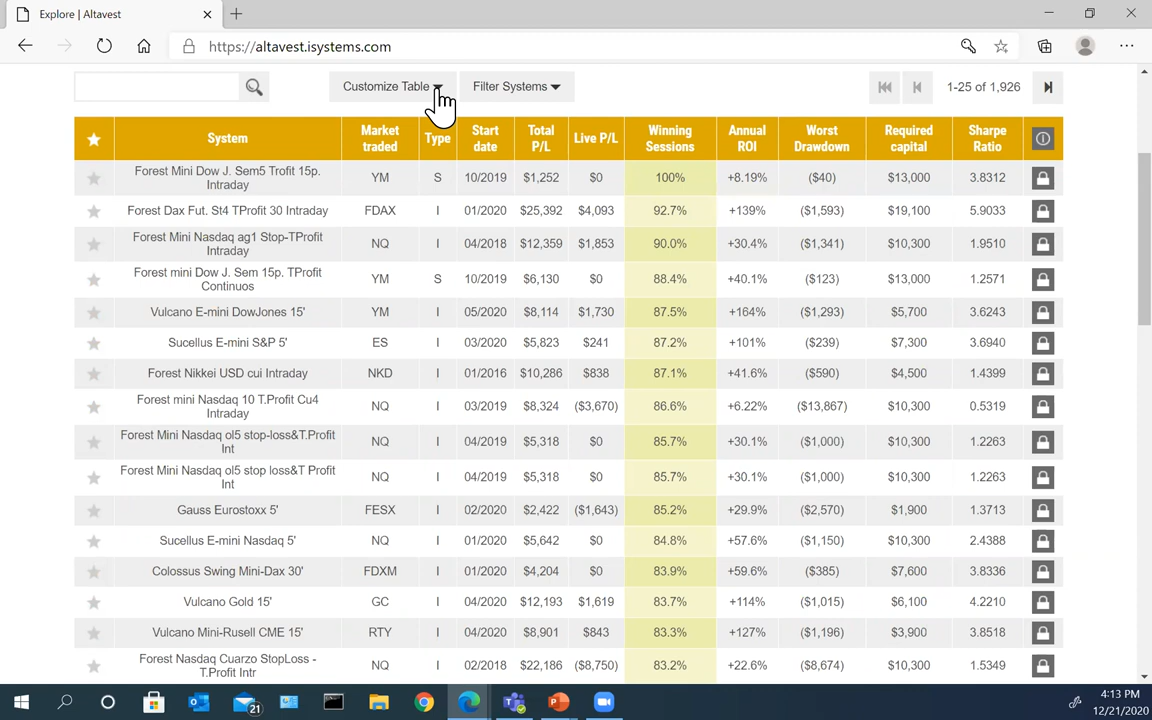 Explore | Altavest
https://altavest.isystems.com
Customize Table
Filter Systems
1-25 of 1,926
System Market traded Type Start date Total P/L Live P/L Winning Sessions Annual ROI Worst Drawdown Required capital Sharpe Ratio
Forest Mini Dow J. Sem5 Trofit 15p. Intraday YM S 10/2019 $1,252 $0 100% +8.19% ($40) $13,000 3.8312
Forest Dax Fut. St4 TProfit 30 Intraday FDAX I 01/2020 $25,392 $4,093 92.7% +139% ($1,593) $19,100 5.9033
Forest Mini Nasdaq ag1 Stop-TProfit Intraday NQ I 04/2018 $12,359 $1,853 90.0% +30.4% ($1,341) $10,300 1.9510
Forest mini Dow J. Sem 15p. TProfit Continuos YM S 10/2019 $6,130 $0 88.4% +40.1% ($123) $13,000 1.2571
Vulcano E-mini DowJones 15' YM I 05/2020 $8,114 $1,730 87.5% +164% ($1,293) $5,700 3.6243
Sucellus E-mini S&P 5' ES I 03/2020 $5,823 $241 87.2% +101% ($239) $7,300 3.6940
Forest Nikkei USD cui Intraday NKD I 01/2016 $10,286 $838 87.1% +41.6% ($590) $4,500 1.4399
Forest mini Nasdaq 10 T.Profit Cu4 Intraday NQ I 03/2019 $8,324 ($3,670) 86.6% +6.22% ($13,867) $10,300 0.5319
Forest Mini Nasdaq ol5 stop-loss&T.Profit Int NQ I 04/2019 $5,318 $0 85.7% +30.1% ($1,000) $10,300 1.2263
Forest Mini Nasdaq ol5 stop loss&T Profit Int NQ I 04/2019 $5,318 $0 85.7% +30.1% ($1,000) $10,300 1.2263
Gauss Eurostoxx 5' FESX I 02/2020 $2,422 ($1,643) 85.2% +29.9% ($2,570) $1,900 1.3713
Sucellus E-mini Nasdaq 5' NQ I 01/2020 $5,642 $0 84.8% +57.6% ($1,150) $10,300 2.4388
Colossus Swing Mini-Dax 30' FDXM I 01/2020 $4,204 $0 83.9% +59.6% ($385) $7,600 3.8336
Vulcano Gold 15' GC I 04/2020 $12,193 $1,619 83.7% +114% ($1,015) $6,100 4.2210
Vulcano Mini-Rusell CME 15' RTY I 04/2020 $8,901 $843 83.3% +127% ($1,196) $3,900 3.8518
Forest Nasdaq Cuarzo StopLoss - T.Profit Intr NQ I 02/2018 $22,186 ($8,750) 83.2% +22.6% ($8,674) $10,300 1.5349
21
4:13 PM
12/21/2020